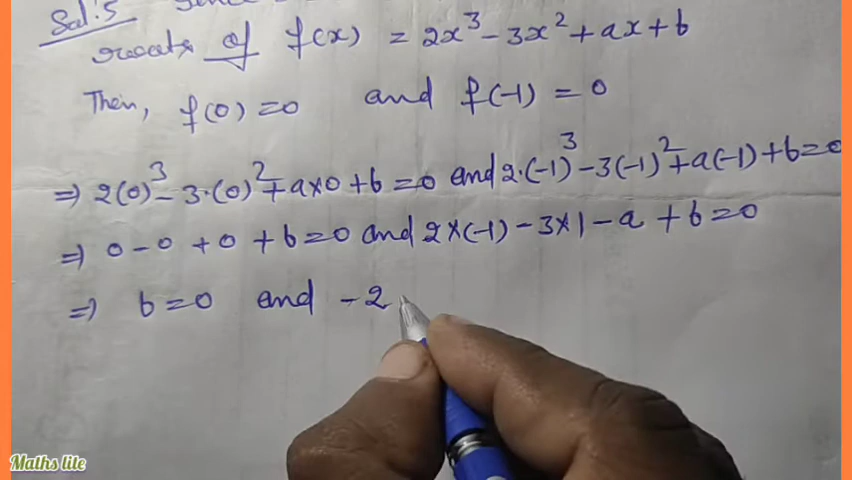 Sol:5
roots of f(x) = 2x³ - 3x² + ax + b
Then, f(0) = 0 and f(-1) = 0
⇒ 2(0)³ - 3·(0)² + a×0 + b = 0 and 2·(-1)³ - 3(-1)² + a(-1) + b = 0
⇒ 0 - 0 + 0 + b = 0 and 2×(-1) - 3×1 - a + b = 0
⇒ b = 0 and -2
Maths lite